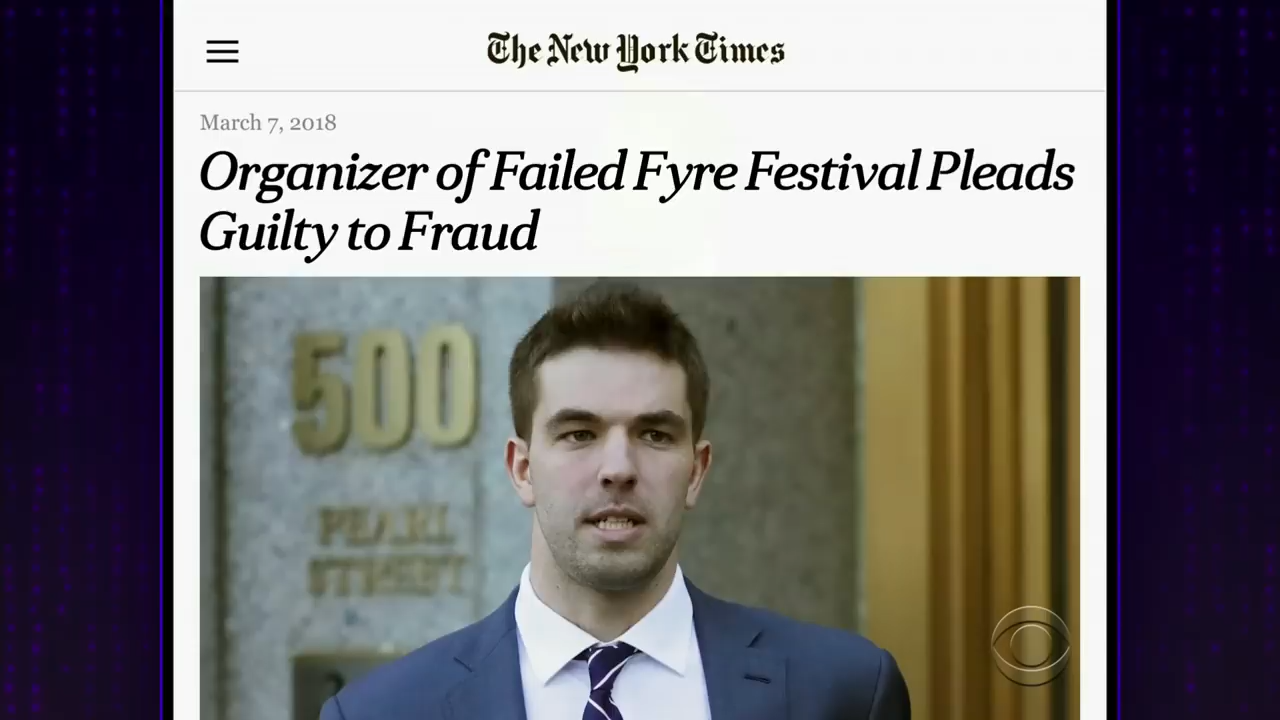 The New York Times
March 7, 2018
Organizer of Failed Fyre Festival Pleads
Guilty to Fraud
500
PEARL
STREET